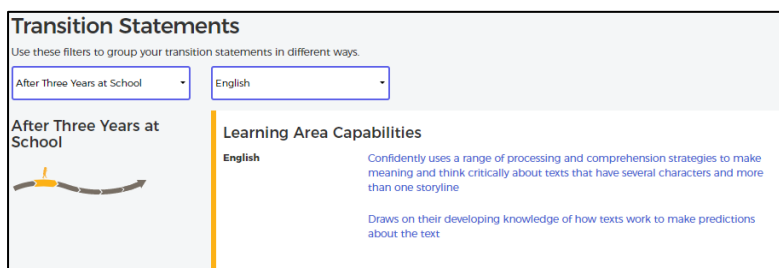 Transition Statements
Use these filters to group your transition statements in different ways.
After Three Years at School
English
After Three Years at
School
Learning Area Capabilities
English
Confidently uses a range of processing and comprehension strategies to make
meaning and think critically about texts that have several characters and more
than one storyline
Draws on their developing knowledge of how texts work to make predictions
about the text